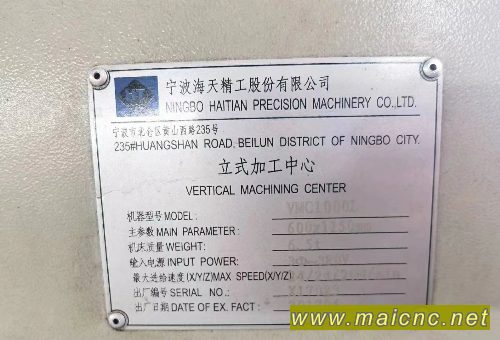 宁波海天精工股份有限公司
NINGBO HAITIAN PRECISION MACHINERY CO.,LTD.
宁波市北仑区黄山西路235号
235#HUANGSHAN ROAD, BEILUN DISTRICT OF NINGBO CITY.
立式加工中心
VERTICAL MACHINING CENTER
机器型号MODEL:
主参数MAIN PARAMETER: 600x1250mm
机床质量WEIGHT: 6.5t
输入电源INPUT POWER:
最大进给速度(X/Y/Z)MAX SPEED(X/Y/Z)
出厂编号SERIAL NO.:
出厂日期DATE OF EX. FACT:
www.maicnc.net